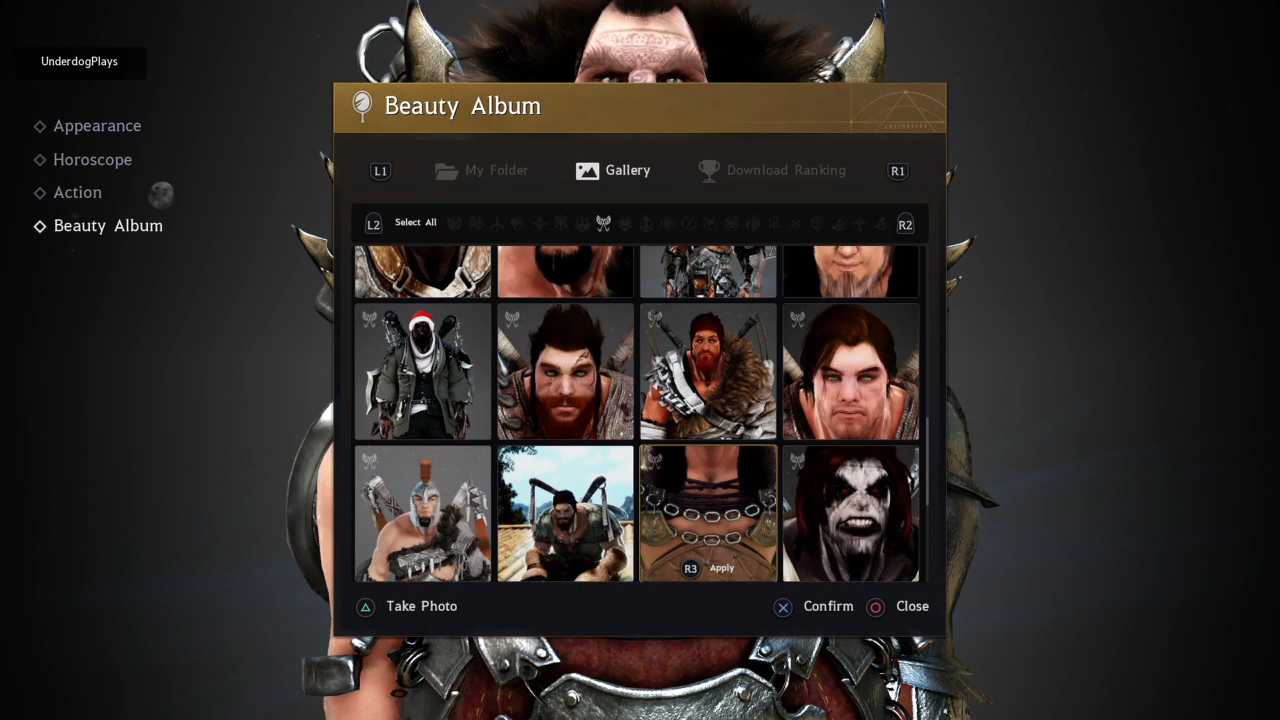 UnderdogPlays
Appearance
Horoscope
Action
Beauty Album
Beauty Album
L1
My Folder
Gallery
Download Ranking
R1
L2
Select All
R2
R3 Apply
Take Photo
Confirm
Close